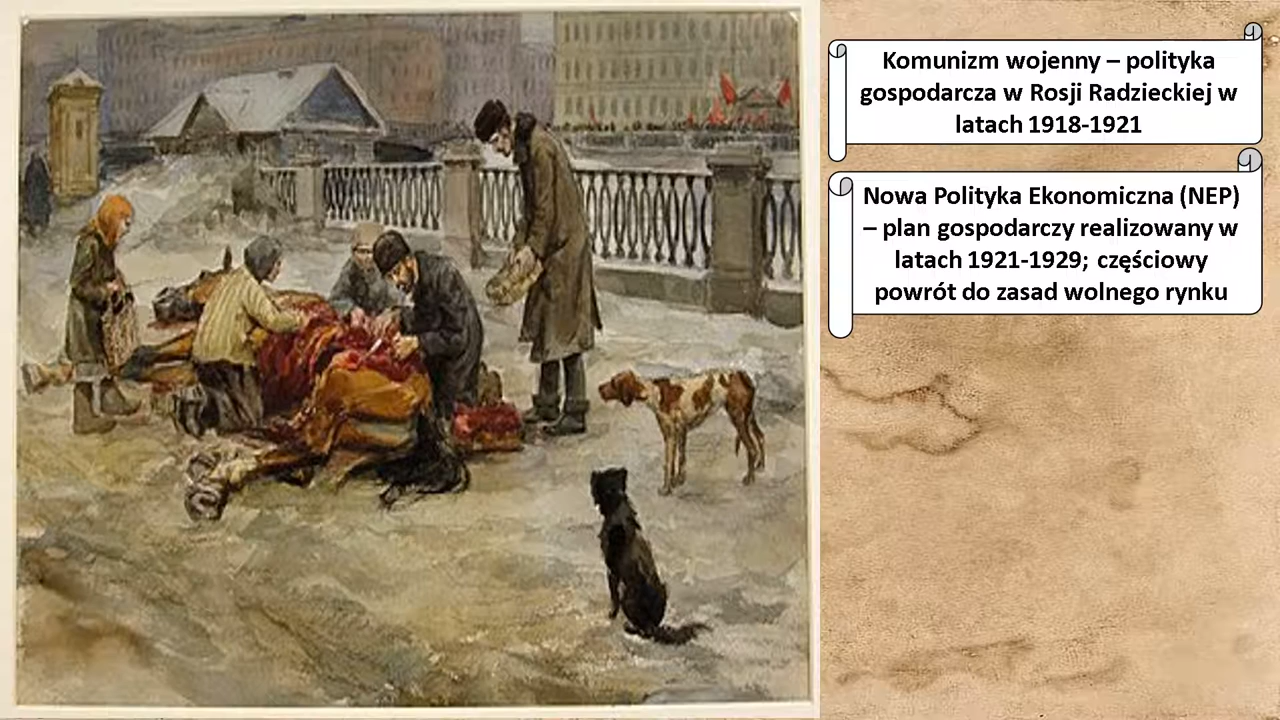 Komunizm wojenny – polityka
gospodarcza w Rosji Radzieckiej w
latach 1918-1921
Nowa Polityka Ekonomiczna (NEP)
– plan gospodarczy realizowany w
latach 1921-1929; częściowy
powrót do zasad wolnego rynku